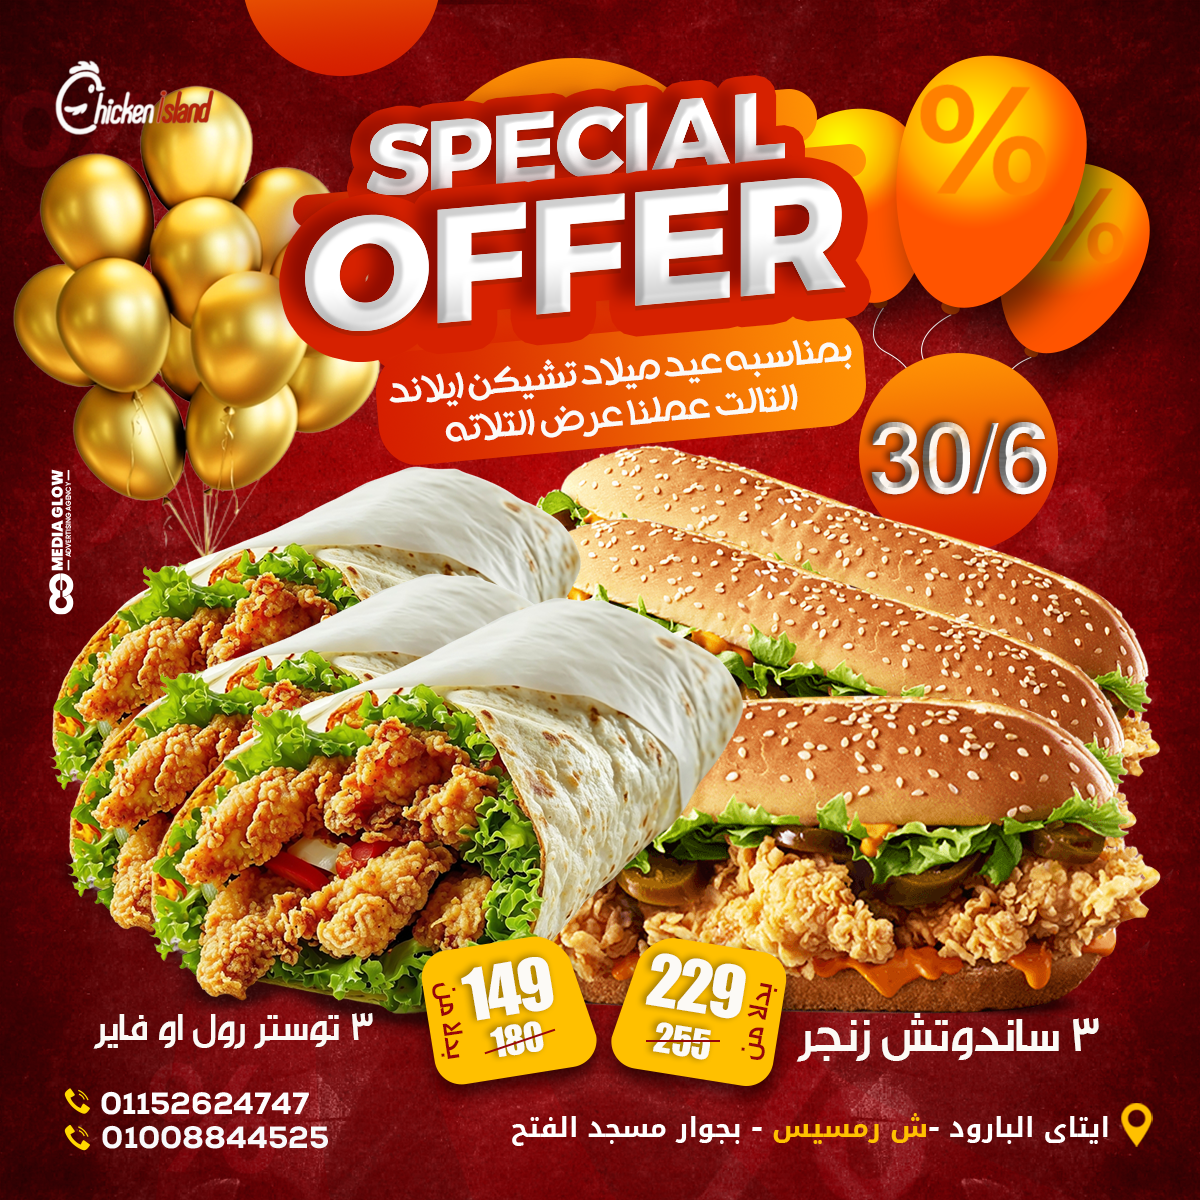 Chicken island
SPECIAL
OFFER
بمناسبه عيد ميلاد تشيكن ايلاند
التالت عملنا عرض التلاته
%
%
30/6
MEDIA GLOW
ADVERTISING AGENCY
149
180
بدلا من
229
255
بدلا من
٣ توستر رول او فاير
٣ ساندوتش زنجر
01152624747
01008844525
ايتاى البارود -ش رمسيس - بجوار مسجد الفتح